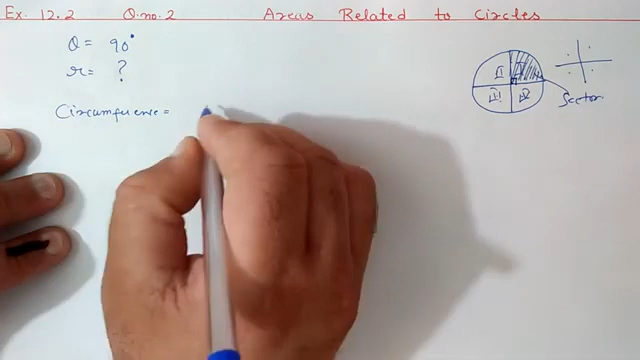 Ex. 12.2 Q.no. 2 Areas Related to Circles
θ = 90°
r = ?
I
II
III
IV
Sector
Circumference =